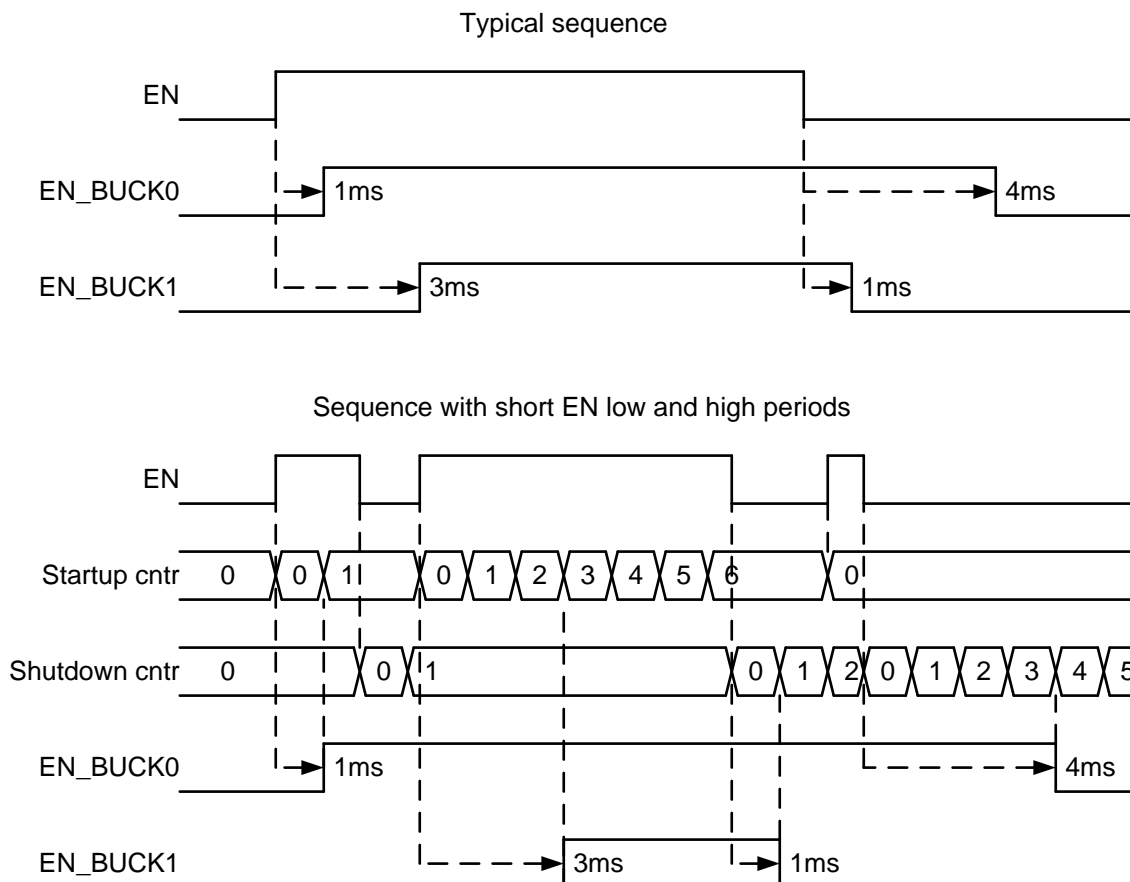 Typical sequence
EN
EN_BUCK0
1ms
4ms
EN_BUCK1
3ms
1ms
Sequence with short EN low and high periods
EN
Startup cntr
0 0 1 0 1 2 3 4 5 6 0
Shutdown cntr
0 0 1 0 1 2 0 1 2 3 4 5
EN_BUCK0
1ms
4ms
EN_BUCK1
3ms
1ms